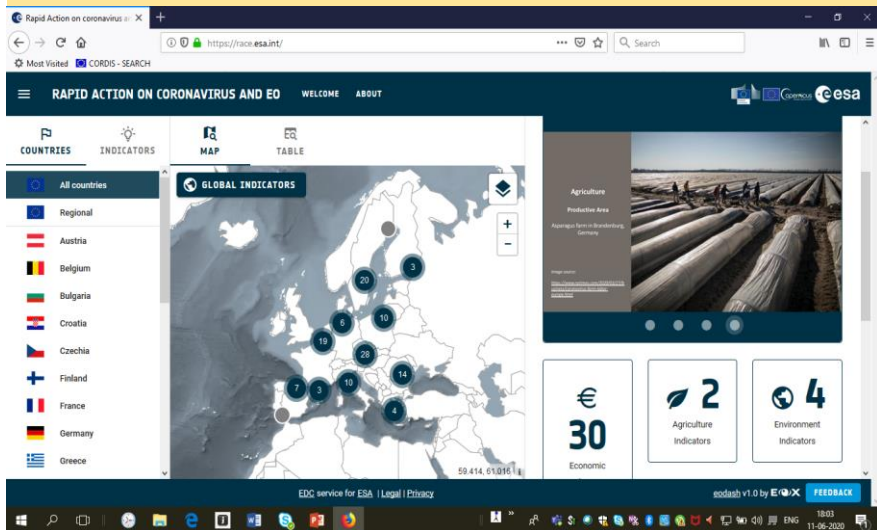 Rapid Action on coronavirus a
https://race.esa.int/
Search
Most Visited
CORDIS - SEARCH
RAPID ACTION ON CORONAVIRUS AND EO
WELCOME
ABOUT
esa
COUNTRIES
INDICATORS
MAP
TABLE
All countries
Regional
Austria
Belgium
Bulgaria
Croatia
Czechia
Finland
France
Germany
Greece
GLOBAL INDICATORS
+
−
20
3
6
10
19
28
14
7
3
10
4
59.414, 61.016
Agriculture
Productive Area
Asparagus farm in Brandenburg,
Germany
Image source:
€
30
Economic
2
Agriculture
Indicators
4
Environment
Indicators
EDC service for ESA | Legal | Privacy
eodash v1.0 by EOX
FEEDBACK
ENG
18:03
11-06-2020